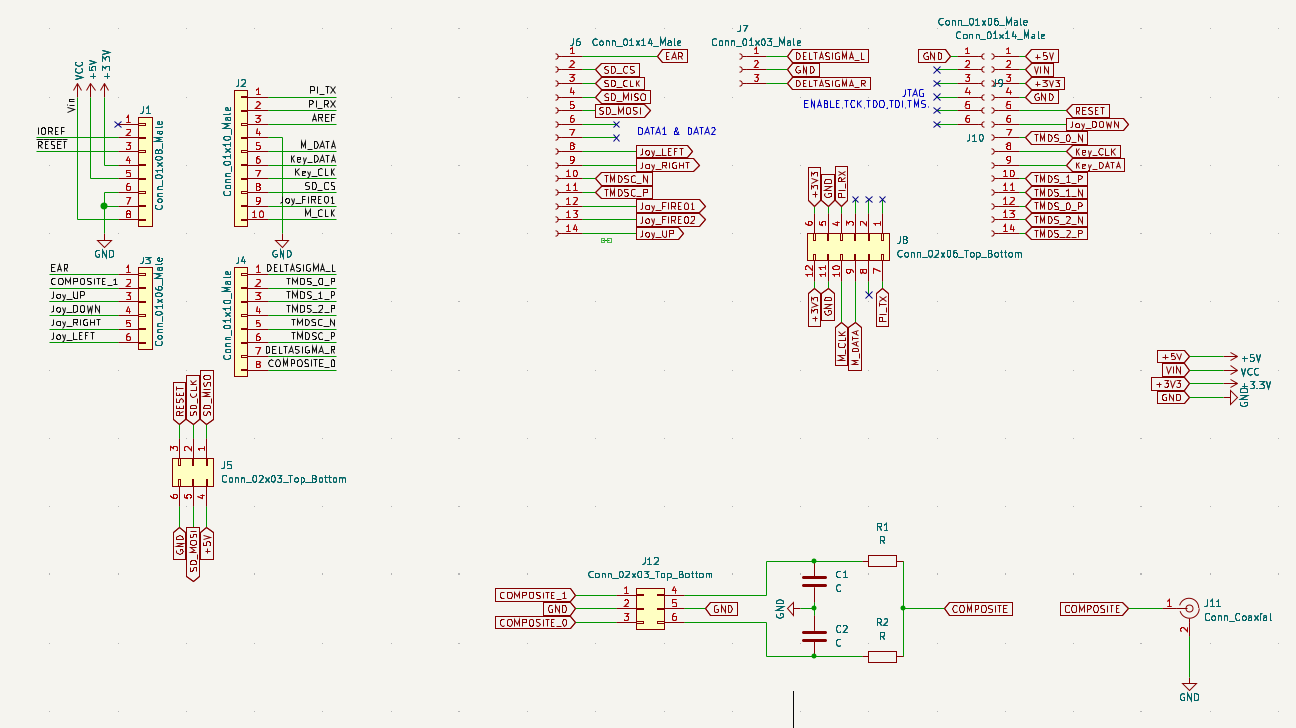 VCC
+5V
+3.3V
Vin
J1
Conn_01x08_Male
IOREF
RESET
1
2
3
4
5
6
7
8
GND
J2
Conn_01x10_Male
1 PI_TX
2 PI_RX
3 AREF
4
5 M_DATA
6 Key_DATA
7 Key_CLK
8 SD_CS
9 Joy_FIRE01
10 M_CLK
GND
J3
Conn_01x06_Male
EAR 1
COMPOSITE_1 2
Joy_UP 3
Joy_DOWN 4
Joy_RIGHT 5
Joy_LEFT 6
J4
Conn_01x10_Male
1 DELTASIGMA_L
2 TMDS_0_P
3 TMDS_1_P
4 TMDS_2_P
5 TMDSC_N
6 TMDSC_P
7 DELTASIGMA_R
8 COMPOSITE_0
RESET
SD_CLK
SD_MISO
3 2 1
J5
Conn_02x03_Top_Bottom
6 5 4
GND
SD_MOSI
+5V
J6 Conn_01x14_Male
1 EAR
2 SD_CS
3 SD_CLK
4 SD_MISO
5 SD_MOSI
6
7
DATA1 & DATA2
8 Joy_LEFT
9 Joy_RIGHT
10 TMDSC_N
11 TMDSC_P
12 Joy_FIRE01
13 Joy_FIRE02
14 Joy_UP
J7
Conn_01x03_Male
1 DELTASIGMA_L
2 GND
3 DELTASIGMA_R
Conn_01x06_Male
Conn_01x14_Male
GND 1
2
3
4
5
6
JTAG
ENABLE,TCK,TDO,TDI,TMS.
J9
J10
1 +5V
2 VIN
3 +3V3
4 GND
5
6 RESET
6 Joy_DOWN
7 TMDS_0_N
8 Key_CLK
9 Key_DATA
10 TMDS_1_P
11 TMDS_1_N
12 TMDS_0_P
13 TMDS_2_N
14 TMDS_2_P
+3V3
GND
PI_RX
6 5 4 3 2 1
J8
Conn_02x06_Top_Bottom
12 11 10 9 8 7
+3V3
GND
M_CLK
M_DATA
PI_TX
+5V +5V
VIN VCC
+3V3 +3.3V
GND GND
J12
Conn_02x03_Top_Bottom
COMPOSITE_1 1 4
GND 2 5 GND
COMPOSITE_0 3 6
GND
C1
C
C2
C
R1
R
R2
R
COMPOSITE
COMPOSITE 1
2
J11
Conn_Coaxial
GND